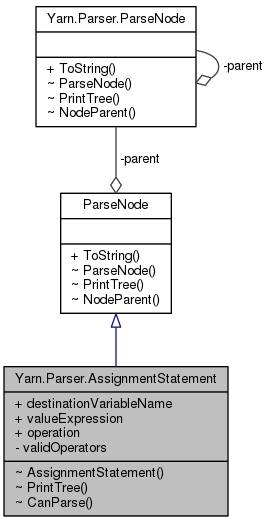 Yarn.Parser.ParseNode
+ ToString()
~ ParseNode()
~ PrintTree()
~ NodeParent()
-parent
-parent
ParseNode
+ ToString()
~ ParseNode()
~ PrintTree()
~ NodeParent()
Yarn.Parser.AssignmentStatement
+ destinationVariableName
+ valueExpression
+ operation
- validOperators
~ AssignmentStatement()
~ PrintTree()
~ CanParse()